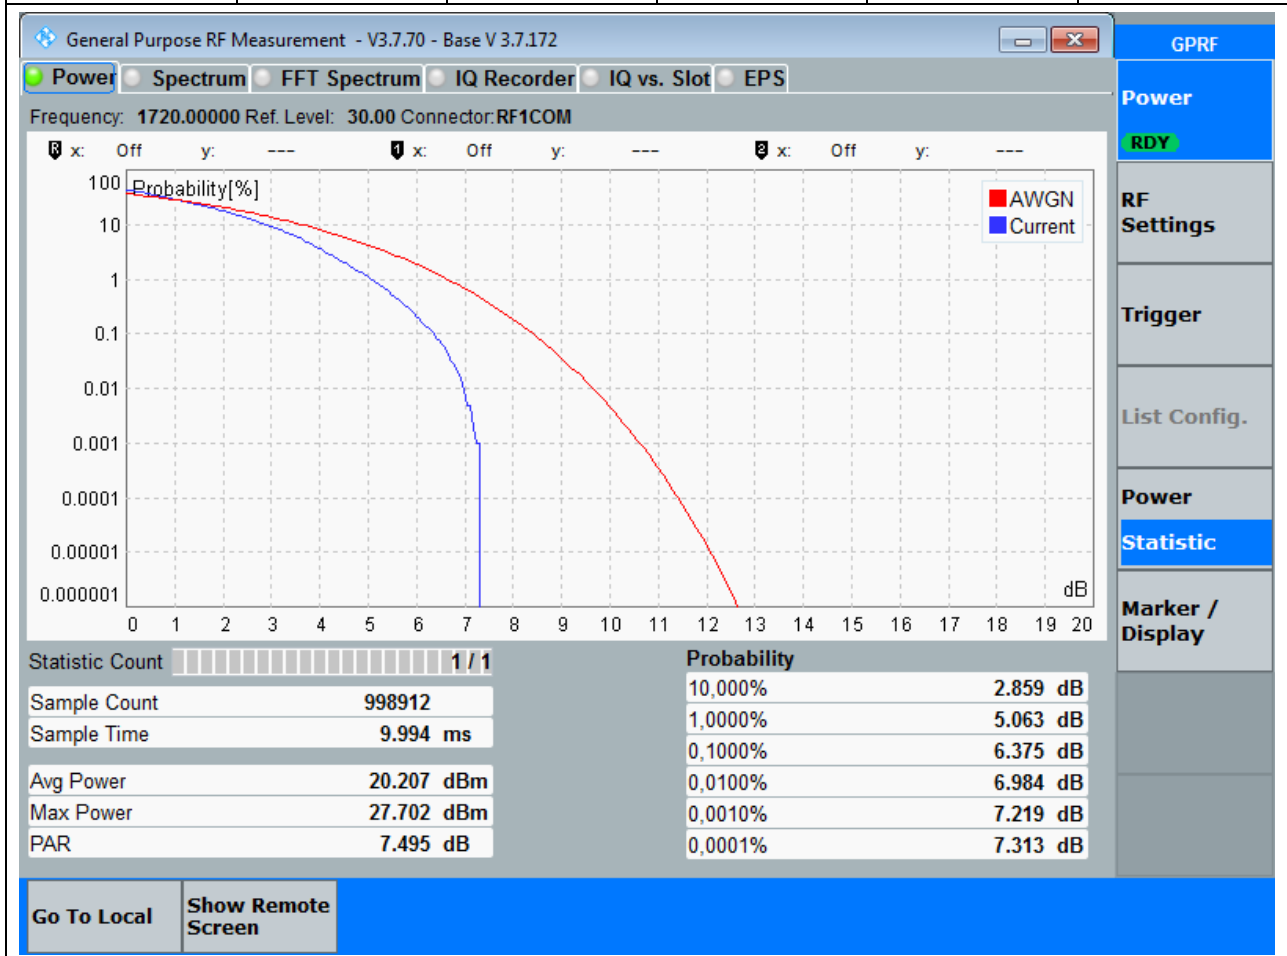 General Purpose RF Measurement - V3.7.70 - Base V 3.7.172
GPRF
Power Spectrum FFT Spectrum IQ Recorder IQ vs. Slot EPS
Power
RDY
Frequency: 1720.00000 Ref. Level: 30.00 Connector:RF1COM
R x: Off y: --- 1 x: Off y: --- 2 x: Off y: ---
Probability[%]
AWGN
Current
100
10
1
0.1
0.01
0.001
0.0001
0.00001
0.000001
dB
0 1 2 3 4 5 6 7 8 9 10 11 12 13 14 15 16 17 18 19 20
RF
Settings
Trigger
List Config.
Power
Statistic
Marker /
Display
Statistic Count 1 / 1
Sample Count 998912
Sample Time 9.994 ms
Avg Power 20.207 dBm
Max Power 27.702 dBm
PAR 7.495 dB
Probability
10,000% 2.859 dB
1,0000% 5.063 dB
0,1000% 6.375 dB
0,0100% 6.984 dB
0,0010% 7.219 dB
0,0001% 7.313 dB
Go To Local
Show Remote
Screen